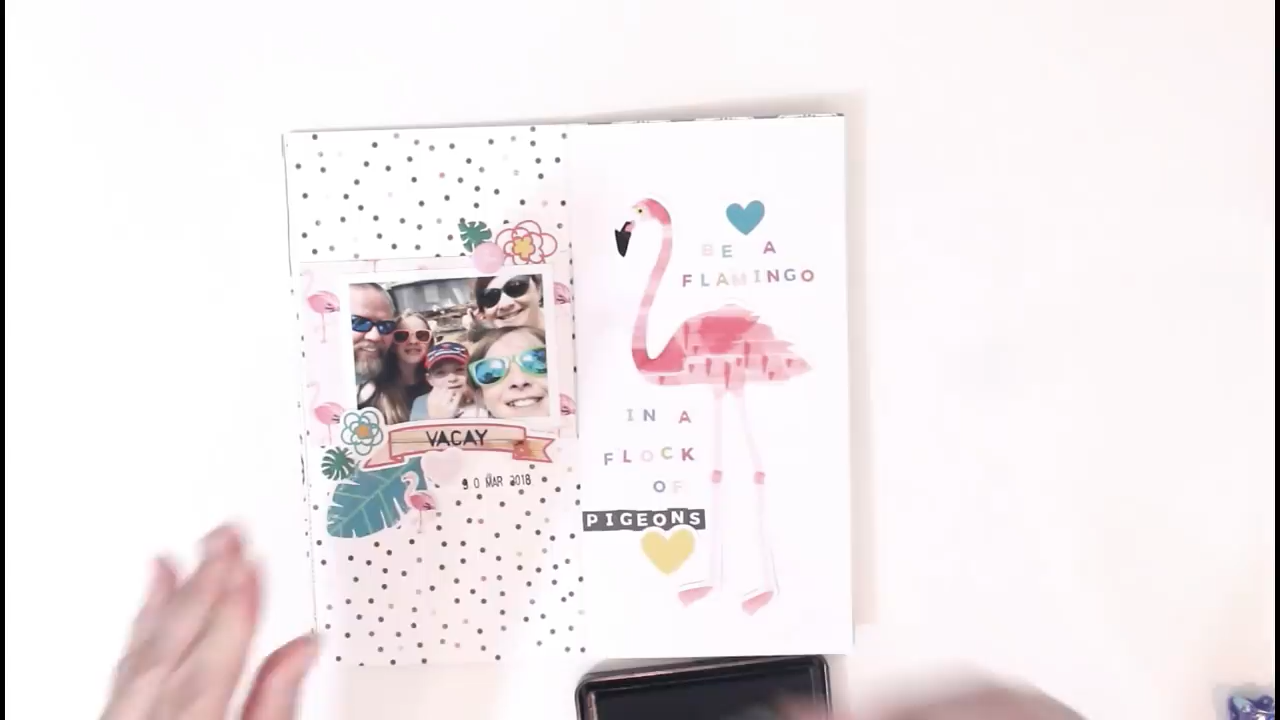 VACAY
30 MAR 2018
BE A
FLAMINGO
IN A
FLOCK
OF
PIGEONS